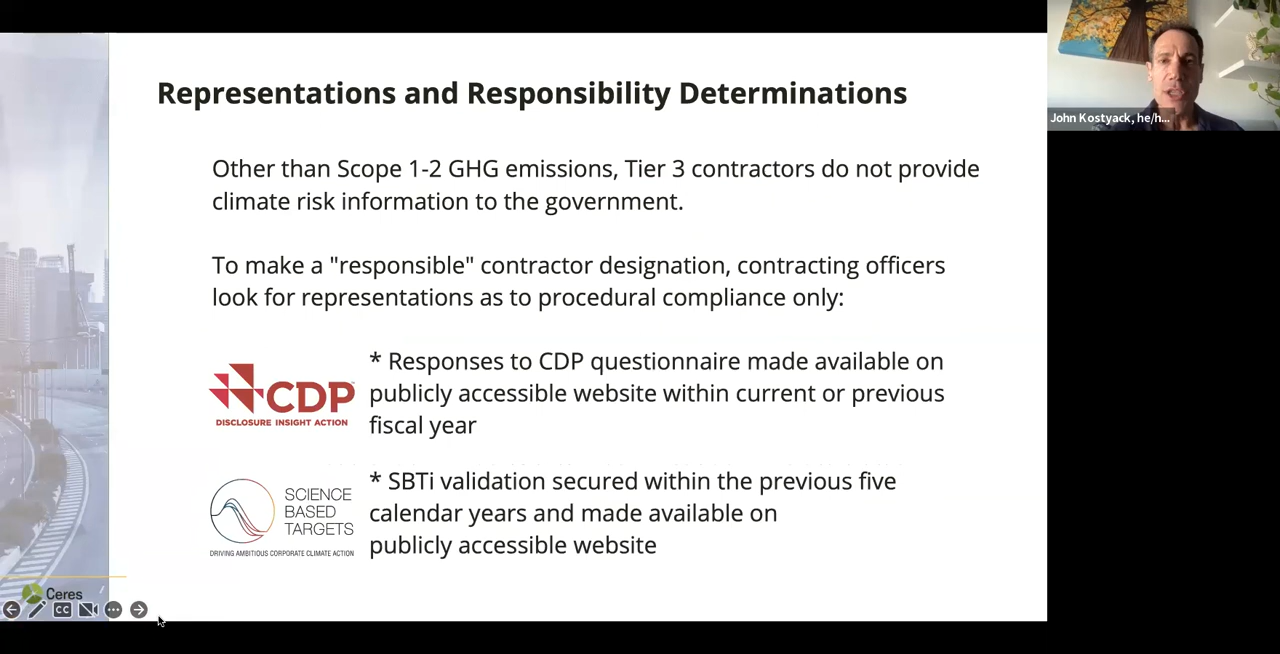 Representations and Responsibility Determinations
Other than Scope 1-2 GHG emissions, Tier 3 contractors do not provide
climate risk information to the government.
To make a "responsible" contractor designation, contracting officers
look for representations as to procedural compliance only:
* Responses to CDP questionnaire made available on
publicly accessible website within current or previous
fiscal year
CDP
DISCLOSURE INSIGHT ACTION
* SBTi validation secured within the previous five
calendar years and made available on
publicly accessible website
SCIENCE
BASED
TARGETS
DRIVING AMBITIOUS CORPORATE CLIMATE ACTION
Ceres
CC
John Kostyack, he/h...